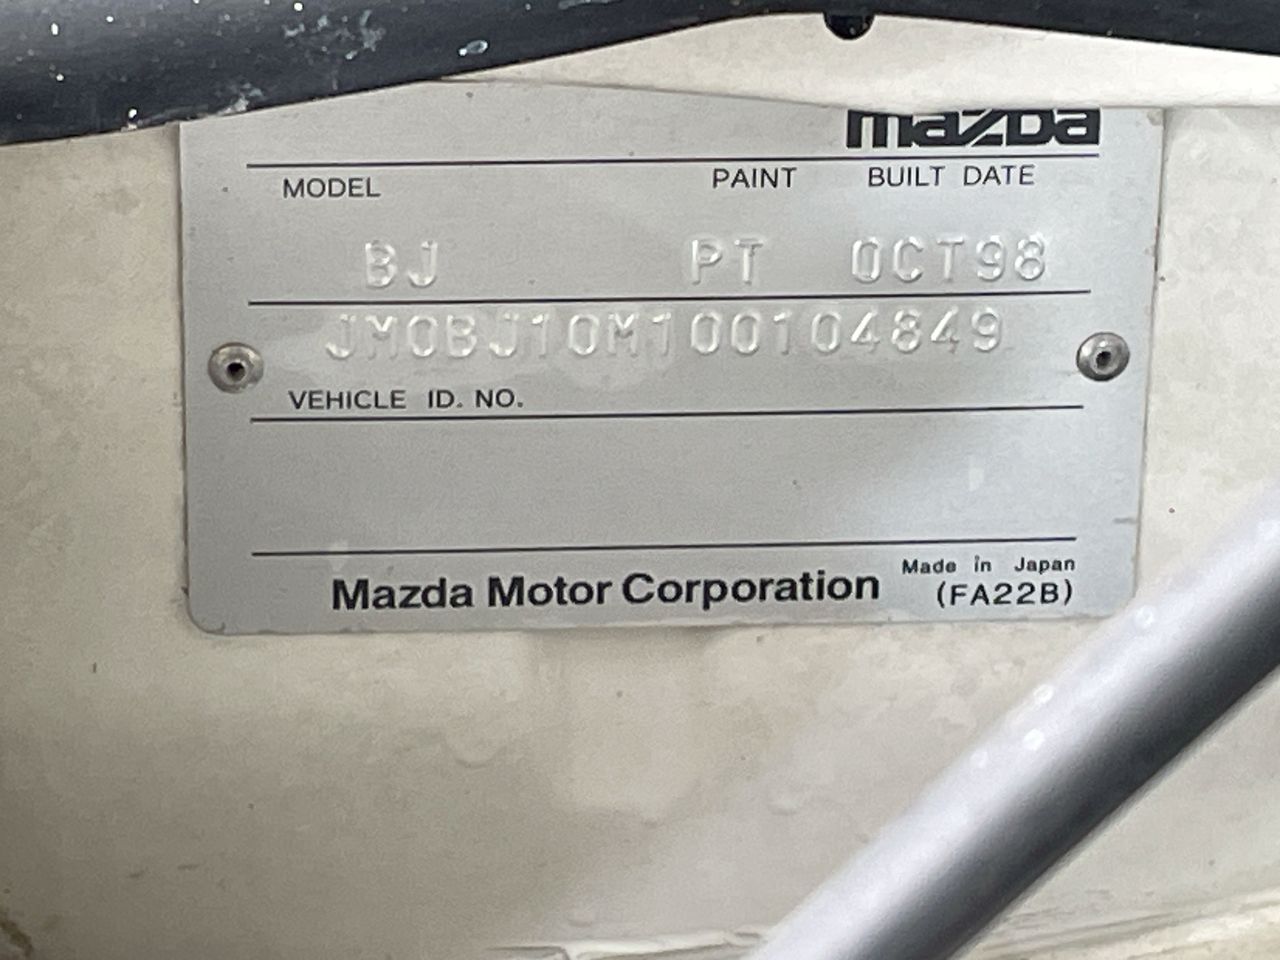 mazda
MODEL PAINT BUILT DATE
BJ PT OCT98
JM0BJ10M100104849
VEHICLE ID. NO.
Mazda Motor Corporation Made in Japan
(FA22B)